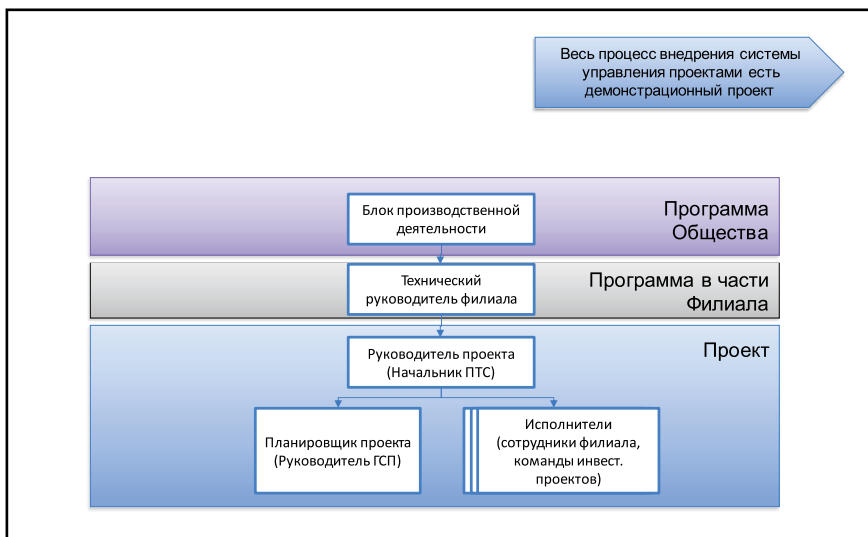 Весь процесс внедрения системы
управления проектами есть
демонстрационный проект
Блок производственной
деятельности
Программа
Общества
Технический
руководитель филиала
Программа в части
Филиала
Руководитель проекта
(Начальник ПТС)
Проект
Планировщик проекта
(Руководитель ГСП)
Исполнители
(сотрудники филиала,
команды инвест.
проектов)